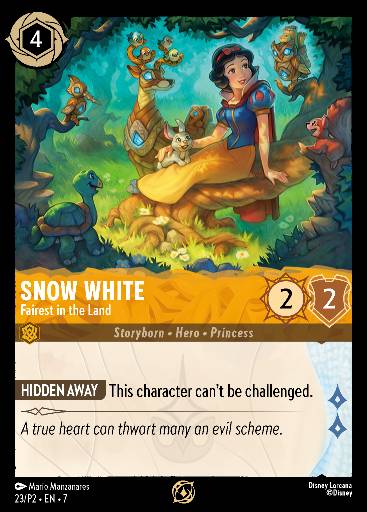 4
SNOW WHITE
Fairest in the Land
2 2
Storyborn • Hero • Princess
HIDDEN AWAY This character can't be challenged.
A true heart can thwart many an evil scheme.
Mario Manzanares
Disney Lorcana
23/P2 • EN • 7
©Disney